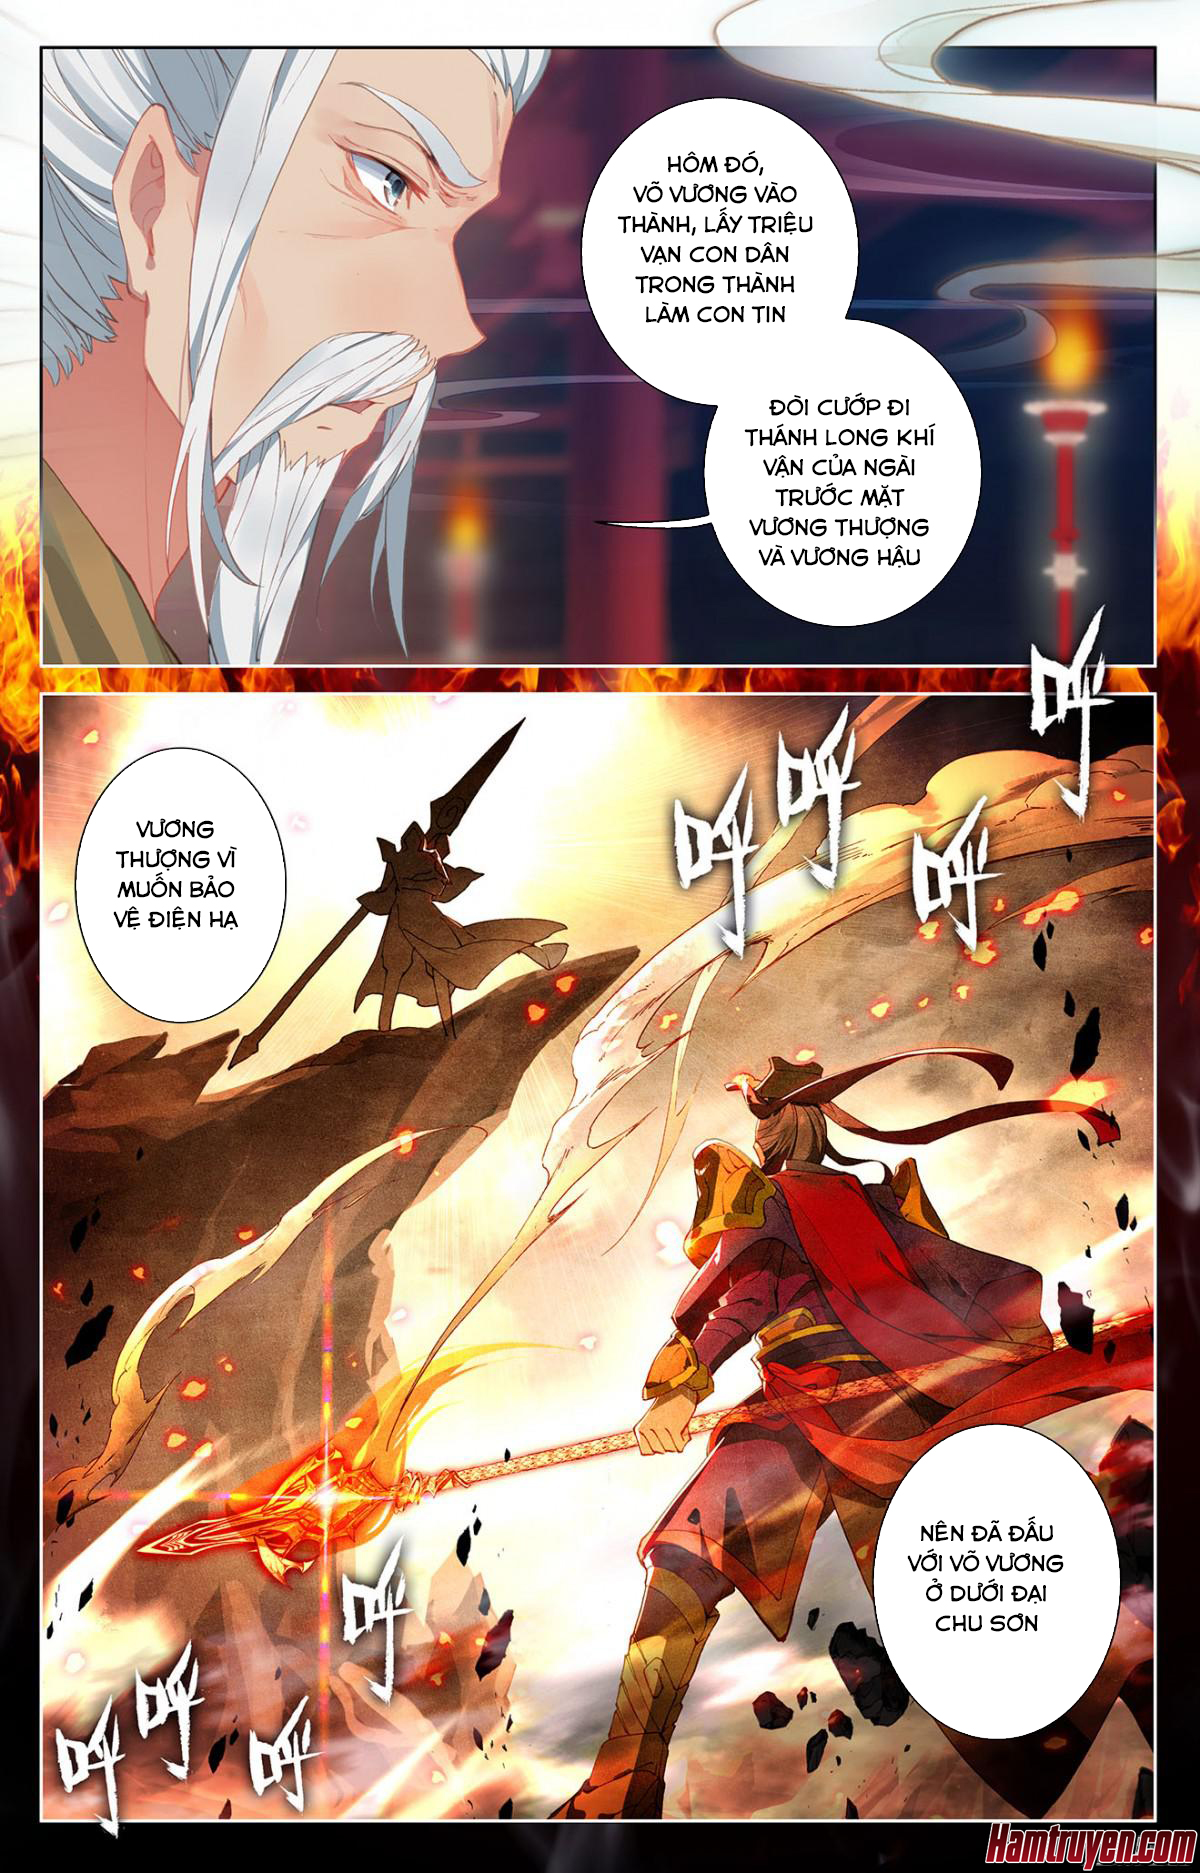 HÔM ĐÓ,
VÕ VƯƠNG VÀO
THÀNH, LẤY TRIỆU
VẠN CON DÂN
TRONG THÀNH
LÀM CON TIN
ĐÒI CƯỚP ĐI
THÁNH LONG KHÍ
VẬN CỦA NGÀI
TRƯỚC MẶT
VƯƠNG THƯỢNG
VÀ VƯƠNG HẬU
呼
呼
呼
呼
VƯƠNG
THƯỢNG VÌ
MUỐN BẢO
VỆ ĐIỆN HẠ
NÊN ĐÃ ĐẤU
VỚI VÕ VƯƠNG
Ở DƯỚI ĐẠI
CHU SƠN
呼
呼
呼
呼
Hamtruyen.com